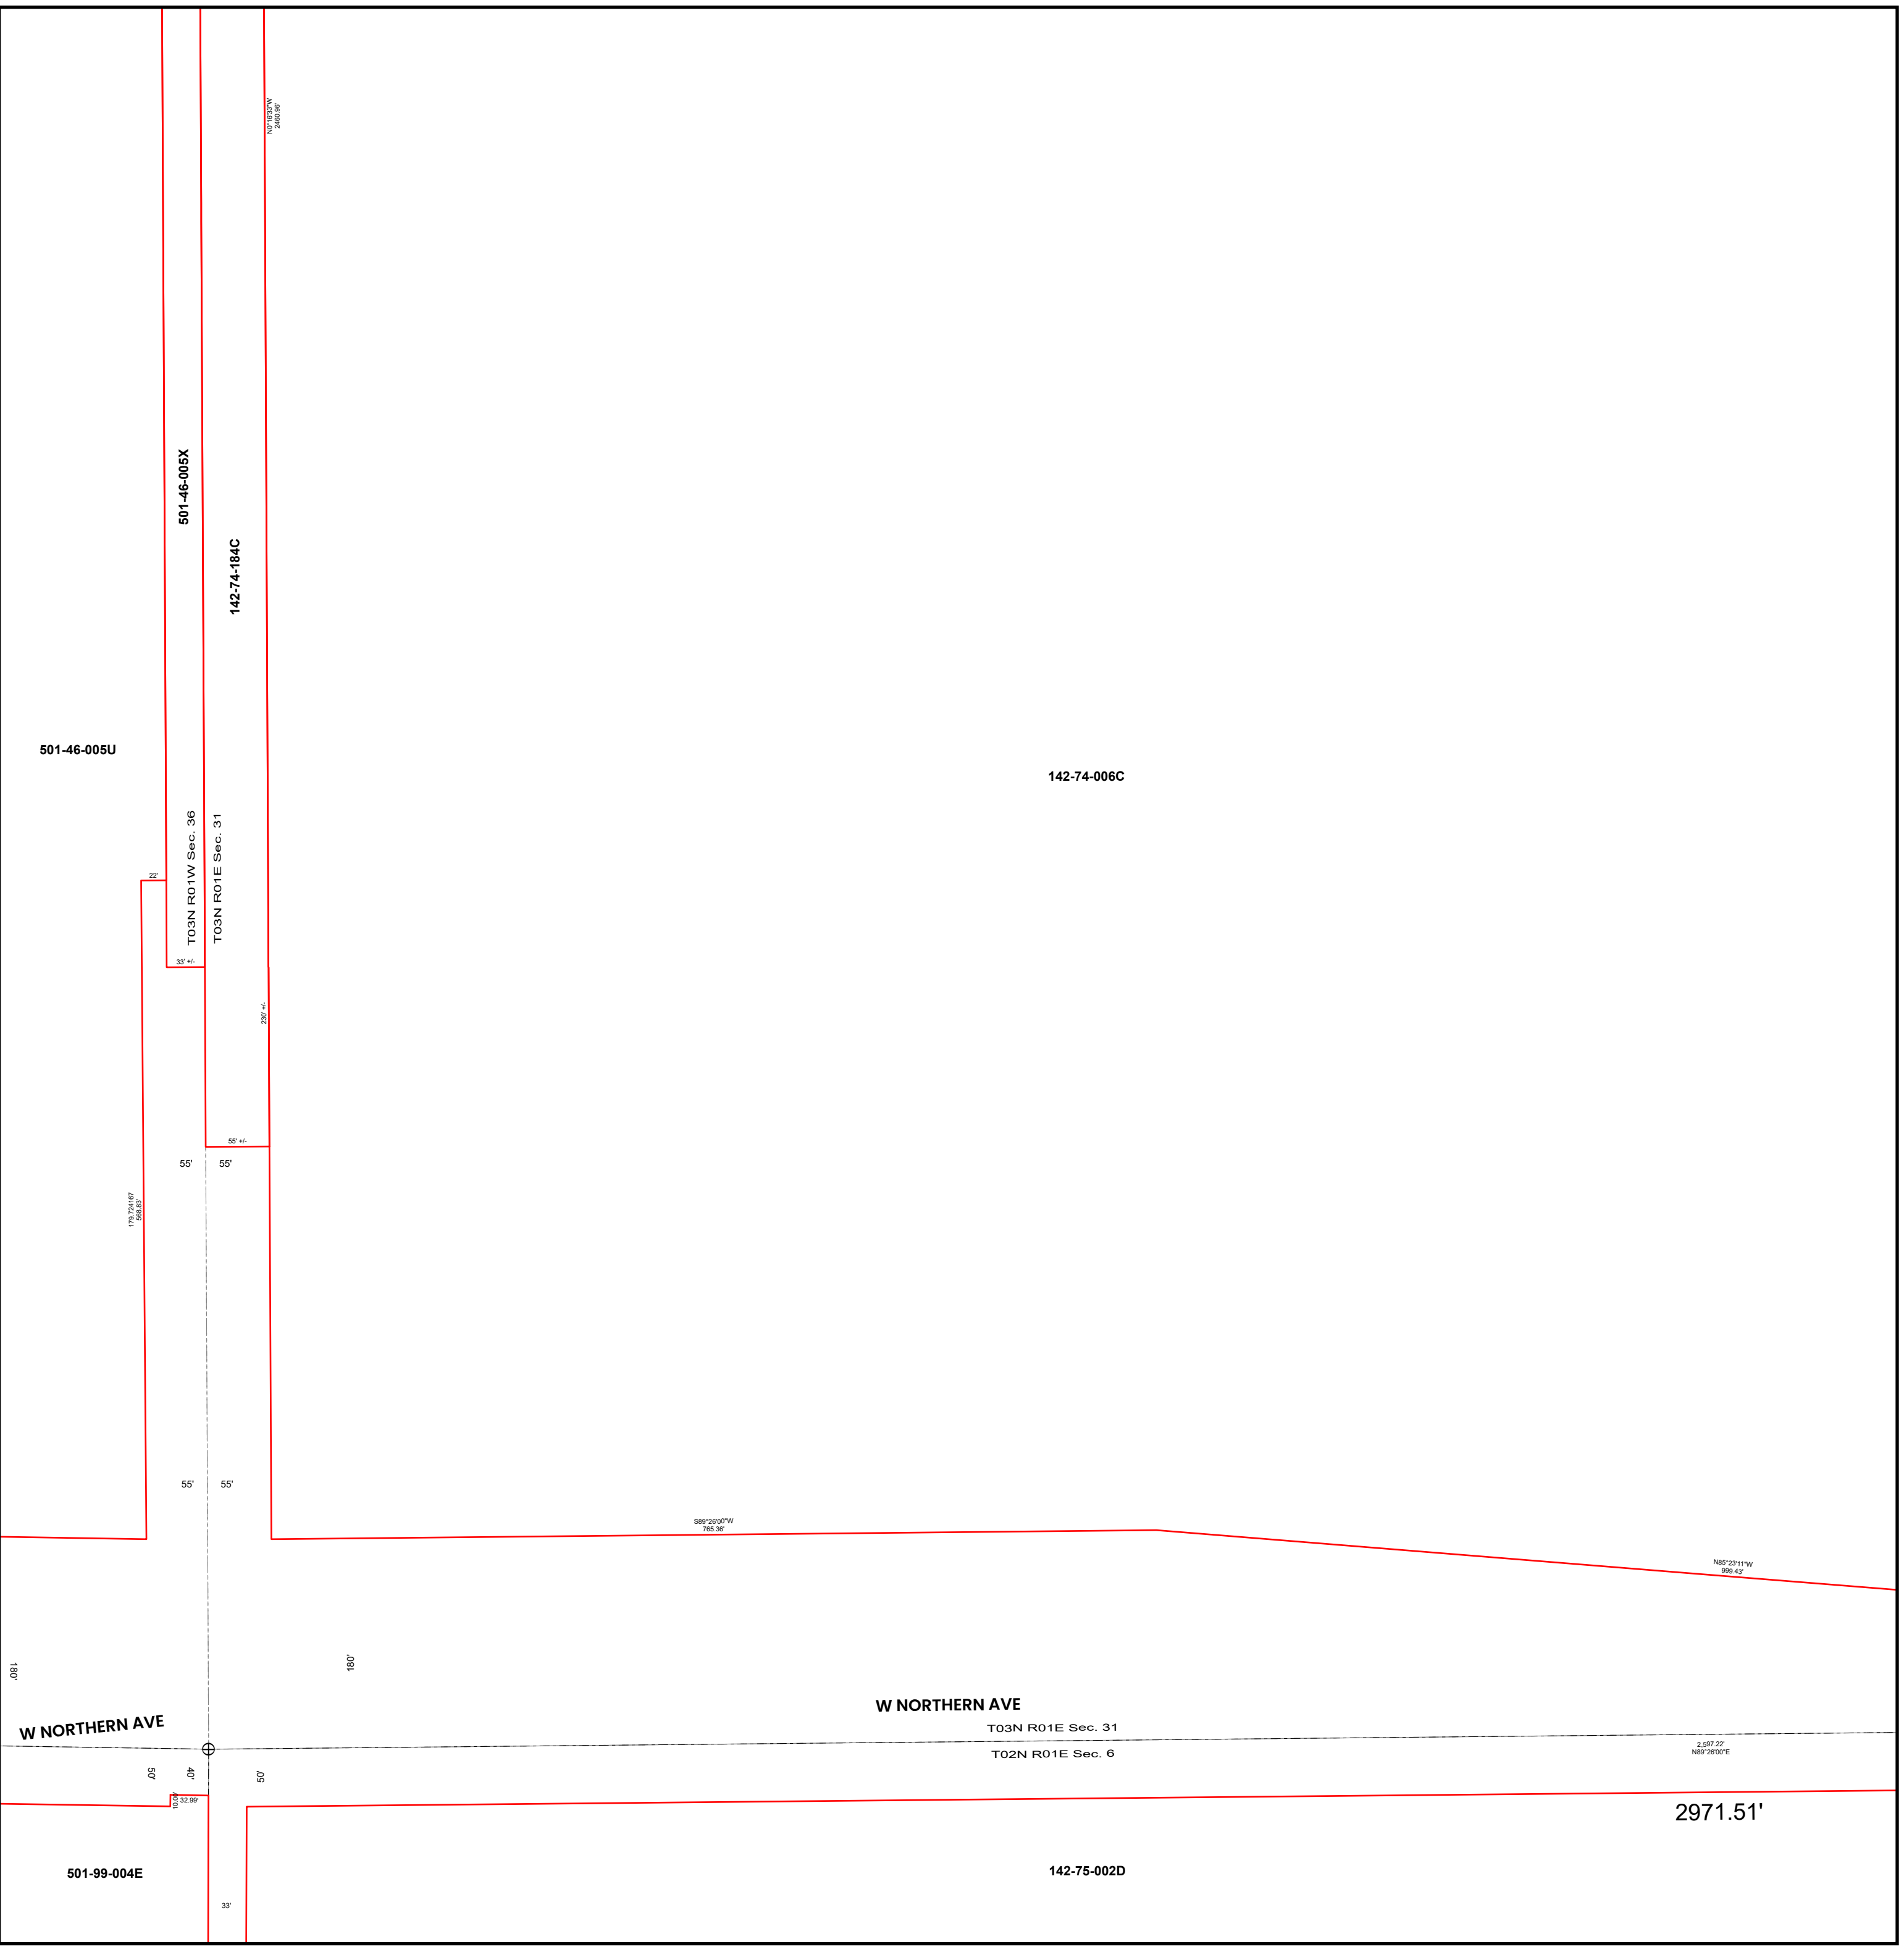 N0°16'33"W
2460.96'
501-46-005X
142-74-184C
501-46-005U
142-74-006C
T03N R01W Sec. 36
T03N R01E Sec. 31
22'
33' +/-
230' +/-
55' +/-
55'
55'
179.724167
568.83'
55'
55'
S89°26'00"W
765.36'
N85°23'11"W
999.43'
180'
180'
W NORTHERN AVE
W NORTHERN AVE
T03N R01E Sec. 31
T02N R01E Sec. 6
2,597.22'
N89°26'00"E
50'
40'
50'
10.00'
32.99'
2971.51'
501-99-004E
142-75-002D
33'